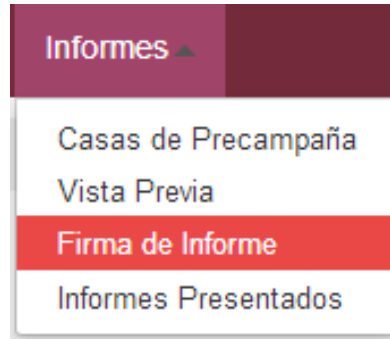 Informes
Casas de Precampaña
Vista Previa
Firma de Informe
Informes Presentados